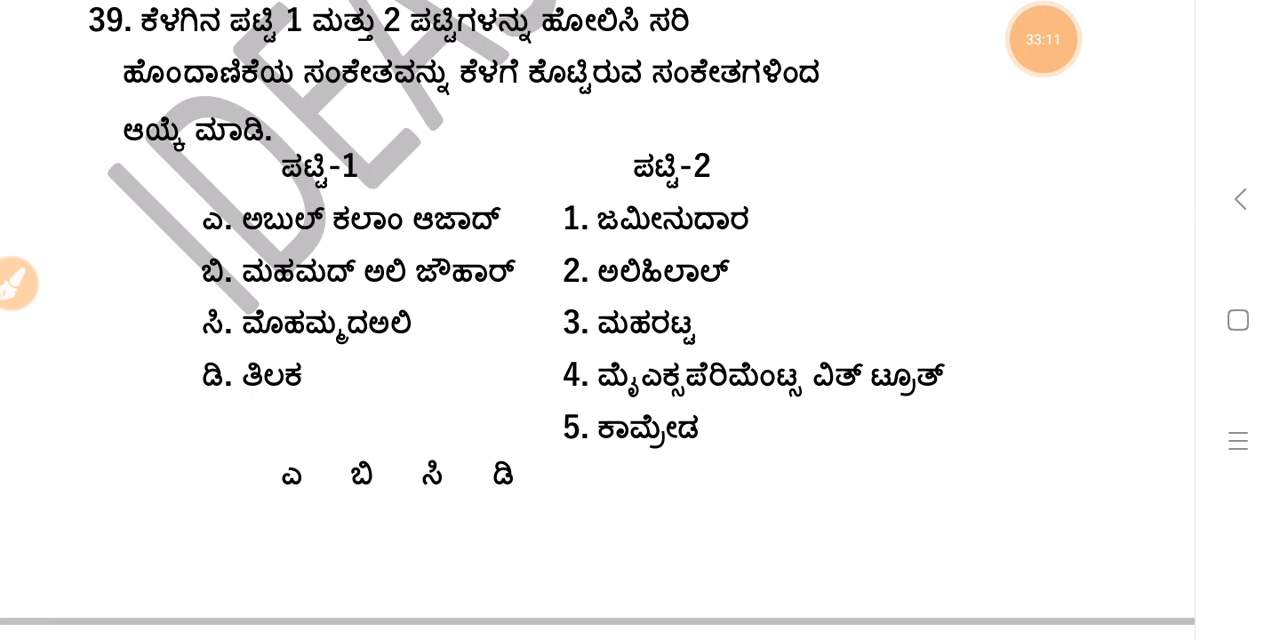 39. ಕೆಳಗಿನ ಪಟ್ಟಿ 1 ಮತ್ತು 2 ಪಟ್ಟಿಗಳನ್ನು ಹೋಲಿಸಿ ಸರಿ
33:11
ಹೊಂದಾಣಿಕೆಯ ಸಂಕೇತವನ್ನು ಕೆಳಗೆ ಕೊಟ್ಟಿರುವ ಸಂಕೇತಗಳಿಂದ
ಆಯ್ಕೆ ಮಾಡಿ.
ಪಟ್ಟಿ-1 ಪಟ್ಟಿ-2
ಎ. ಅಬುಲ್ ಕಲಾಂ ಆಜಾದ್ 1. ಜಮೀನುದಾರ
ಬಿ. ಮಹಮದ್ ಅಲಿ ಜೌಹಾರ್ 2. ಅಲಿಹಿಲಾಲ್
ಸಿ. ಮೊಹಮ್ಮದಅಲಿ 3. ಮಹರಟ್ಟ
ಡಿ. ತಿಲಕ 4. ಮೈಎಕ್ಸಪೆರಿಮೆಂಟ್ಸ ವಿತ್ ಟ್ರೂತ್
5. ಕಾಮ್ರೇಡ
ಎ ಬಿ ಸಿ ಡಿ